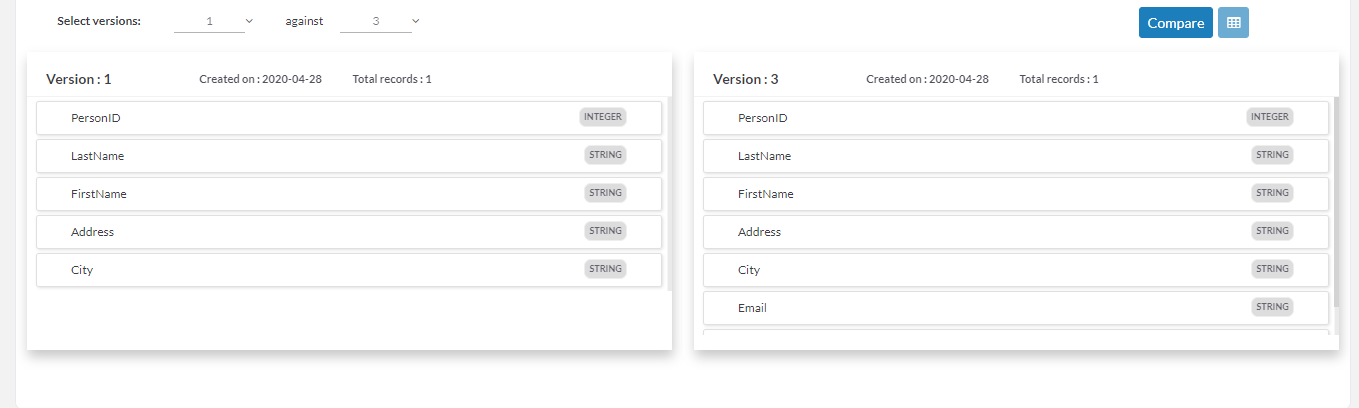 Select versions: 1 against 3 Compare
Version : 1 Created on : 2020-04-28 Total records : 1
PersonID INTEGER
LastName STRING
FirstName STRING
Address STRING
City STRING
Version : 3 Created on : 2020-04-28 Total records : 1
PersonID INTEGER
LastName STRING
FirstName STRING
Address STRING
City STRING
Email STRING